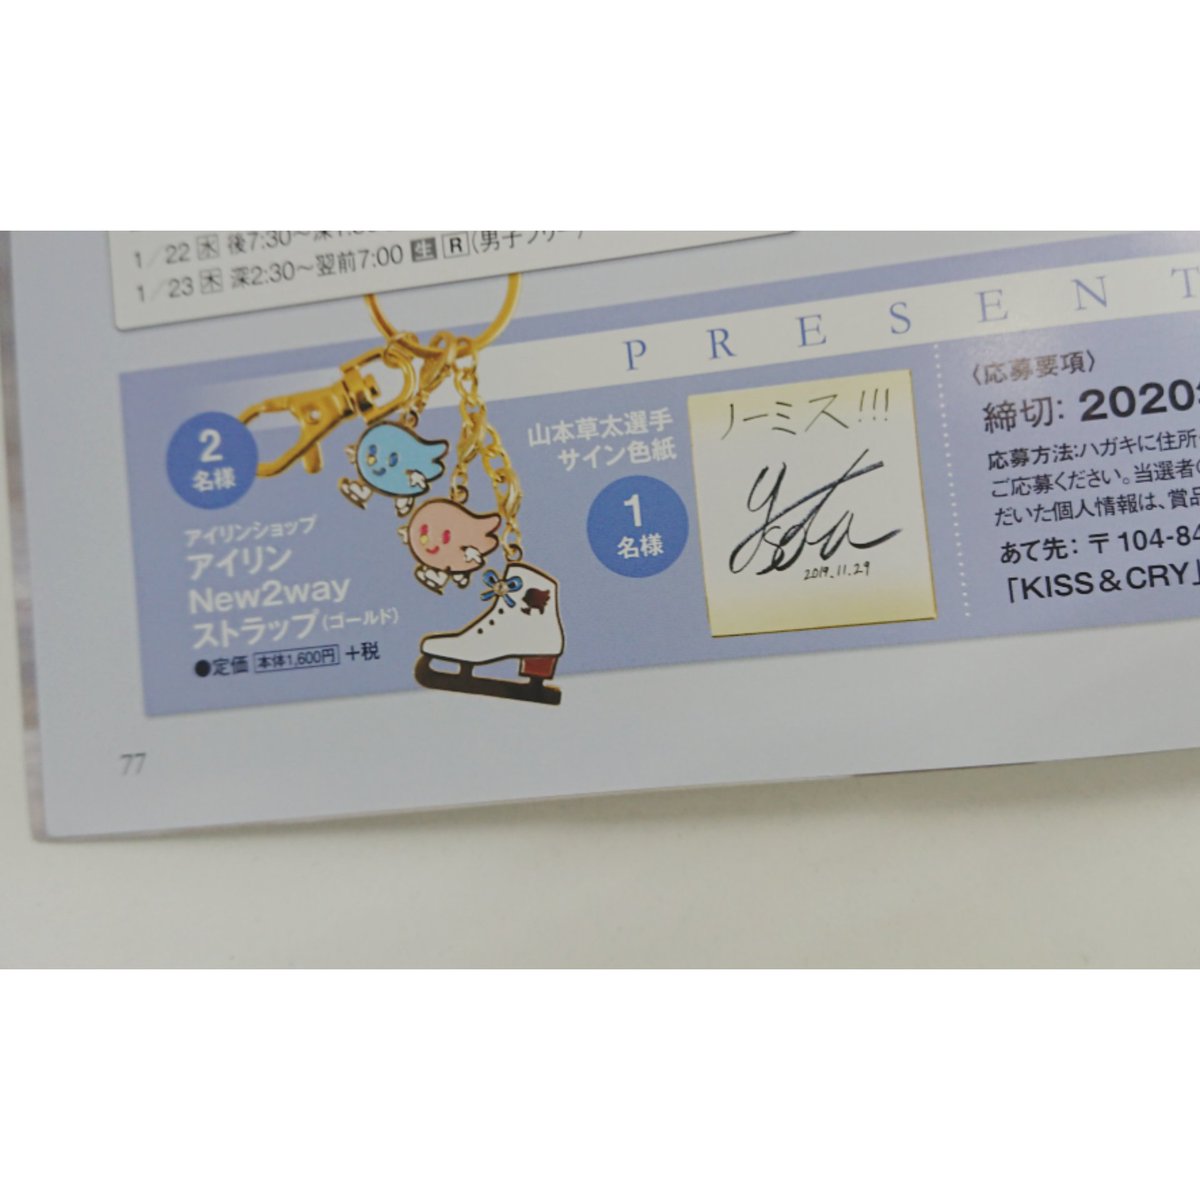 1/22 水 後7:30〜深1:
1/23 木 深2:30〜翌前7:00 生 R (男子フリー
PRESENT
2
名様
アイリンショップ
アイリン
New2way
ストラップ(ゴールド)
●定価 本体1,600円 +税
山本草太選手
サイン色紙
1
名様
ノーミス!!!
Sota
2019.11.29
〈応募要項〉
締切: 2020
応募方法:ハガキに住所
ご応募ください。当選者の
だいた個人情報は、賞品
あて先: 〒104-84
「KISS&CRY」
77